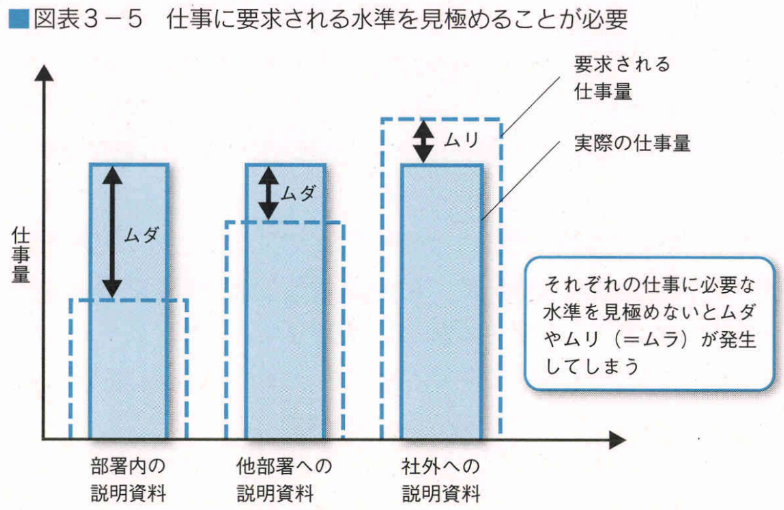 ■図表3－5　仕事に要求される水準を見極めることが必要
要求される
仕事量
実際の仕事量
ムリ
ムダ
ムダ
仕事量
それぞれの仕事に必要な
水準を見極めないとムダ
やムリ（＝ムラ）が発生
してしまう
部署内の
説明資料
他部署への
説明資料
社外への
説明資料